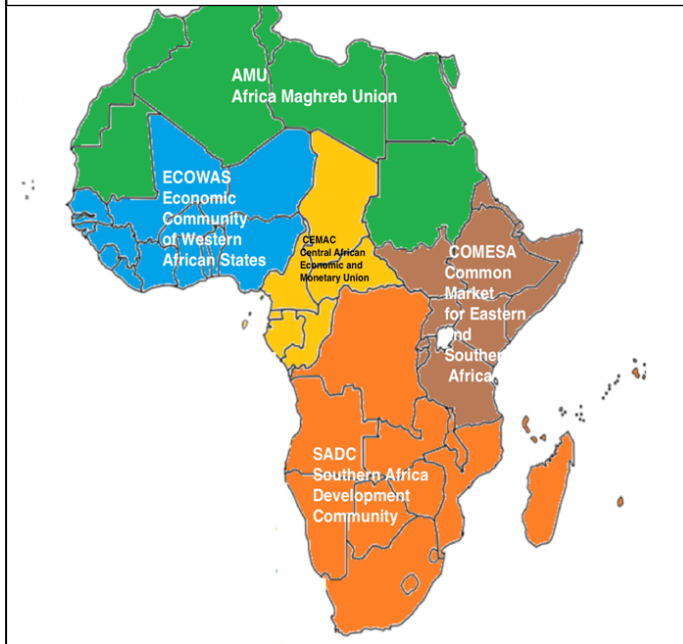 AMU
Africa Maghreb Union
ECOWAS
Economic
Community
of Western
African States
CEMAC
Central African
Economic and
Monetary Union
COMESA
Common
Market
for Eastern
and
Southern
Africa
SADC
Southern Africa
Development
Community